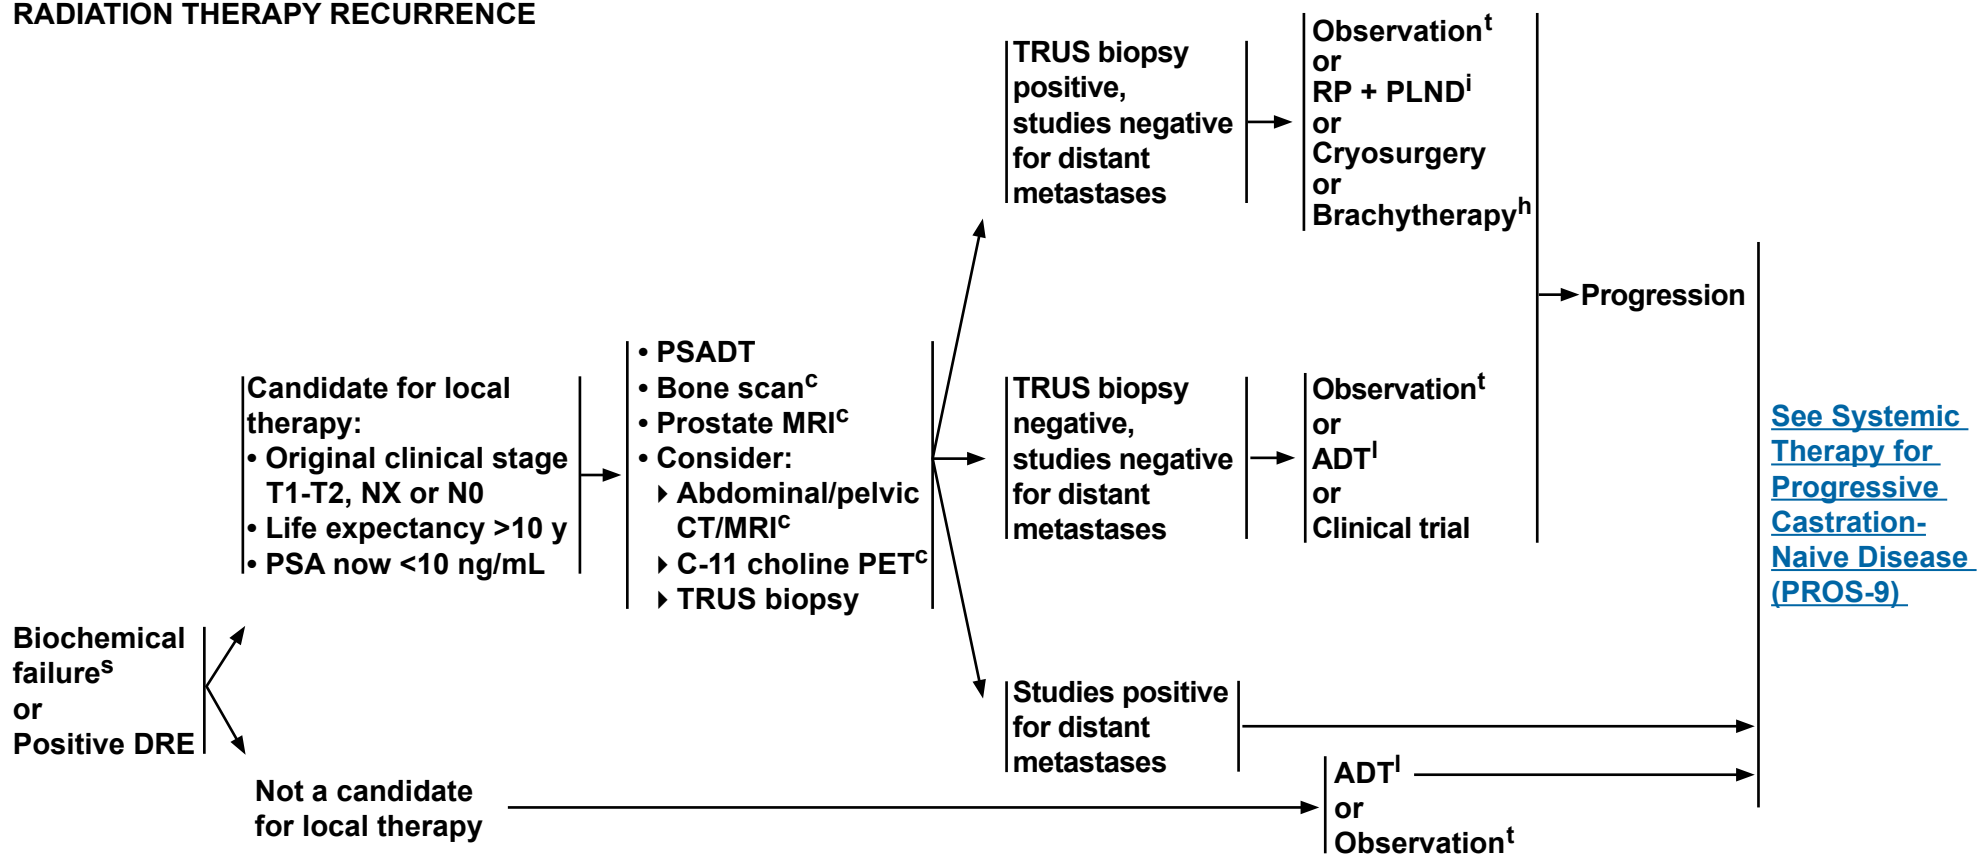 RADIATION THERAPY RECURRENCE
Biochemical
failureˢ
or
Positive DRE
Candidate for local
therapy:
• Original clinical stage
T1-T2, NX or N0
• Life expectancy >10 y
• PSA now <10 ng/mL
Not a candidate
for local therapy
• PSADT
• Bone scanᶜ
• Prostate MRIᶜ
• Consider:
▸ Abdominal/pelvic
CT/MRIᶜ
▸ C-11 choline PETᶜ
▸ TRUS biopsy
TRUS biopsy
positive,
studies negative
for distant
metastases
Observationᵗ
or
RP + PLNDⁱ
or
Cryosurgery
or
Brachytherapyʰ
TRUS biopsy
negative,
studies negative
for distant
metastases
Observationᵗ
or
ADTˡ
or
Clinical trial
Studies positive
for distant
metastases
ADTˡ
or
Observationᵗ
Progression
See Systemic
Therapy for
Progressive
Castration-
Naive Disease
(PROS-9)